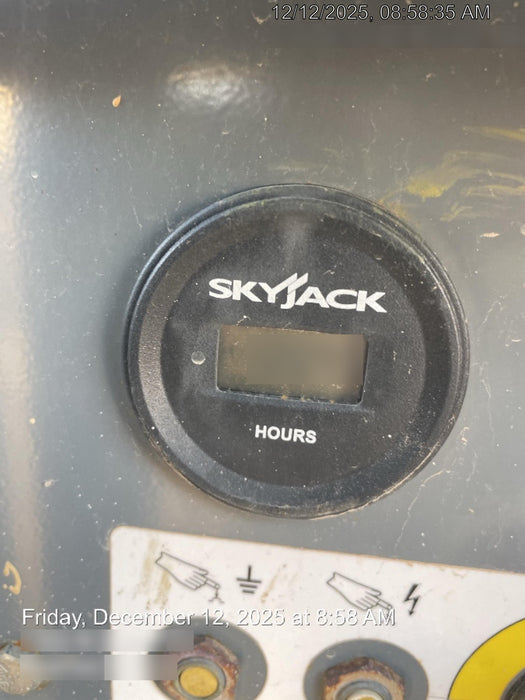 12/12/2025, 08:58:35 AM
SKYJACK
HOURS
Friday, December 12, 2025 at 8:58 AM